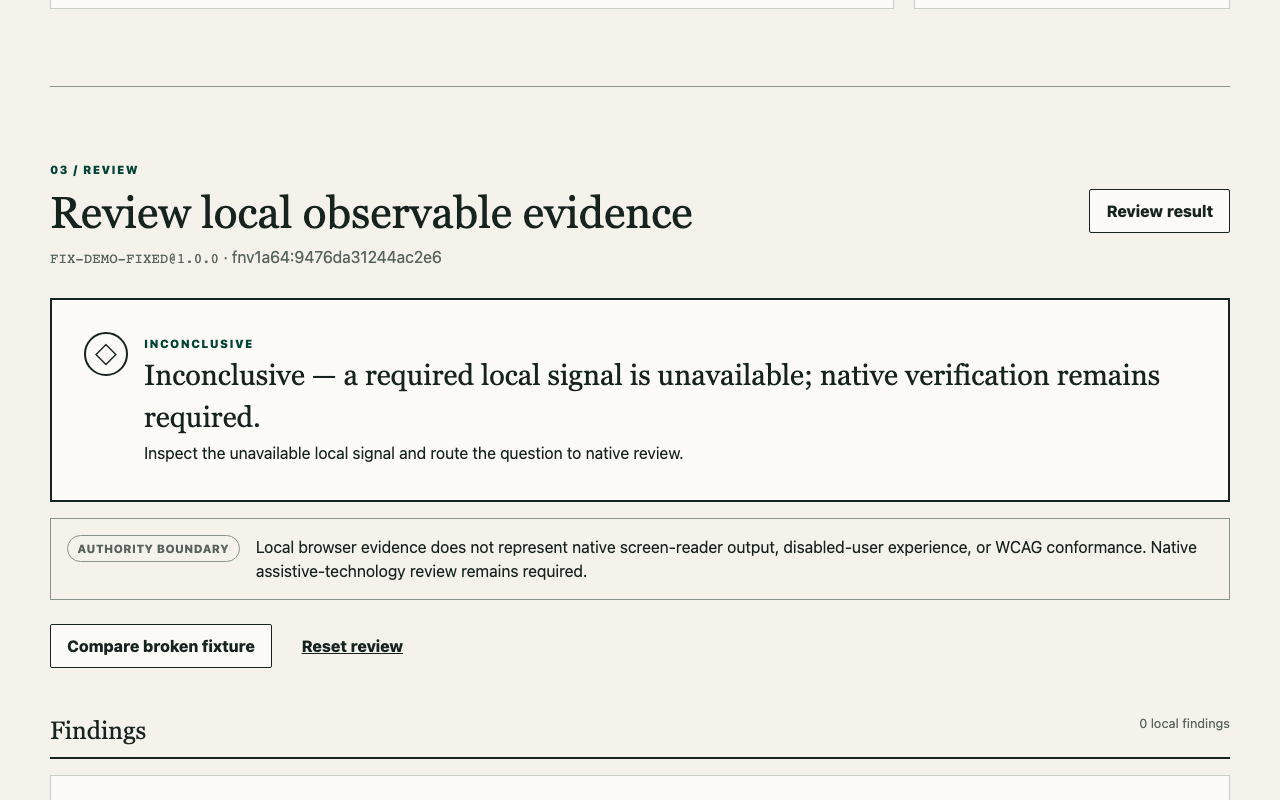 03 / REVIEW
Review local observable evidence
Review result
FIX-DEMO-FIXED@1.0.0 · fnv1a64:9476da31244ac2e6
INCONCLUSIVE
Inconclusive — a required local signal is unavailable; native verification remains
required.
Inspect the unavailable local signal and route the question to native review.
AUTHORITY BOUNDARY
Local browser evidence does not represent native screen-reader output, disabled-user experience, or WCAG conformance. Native
assistive-technology review remains required.
Compare broken fixture
Reset review
Findings
0 local findings